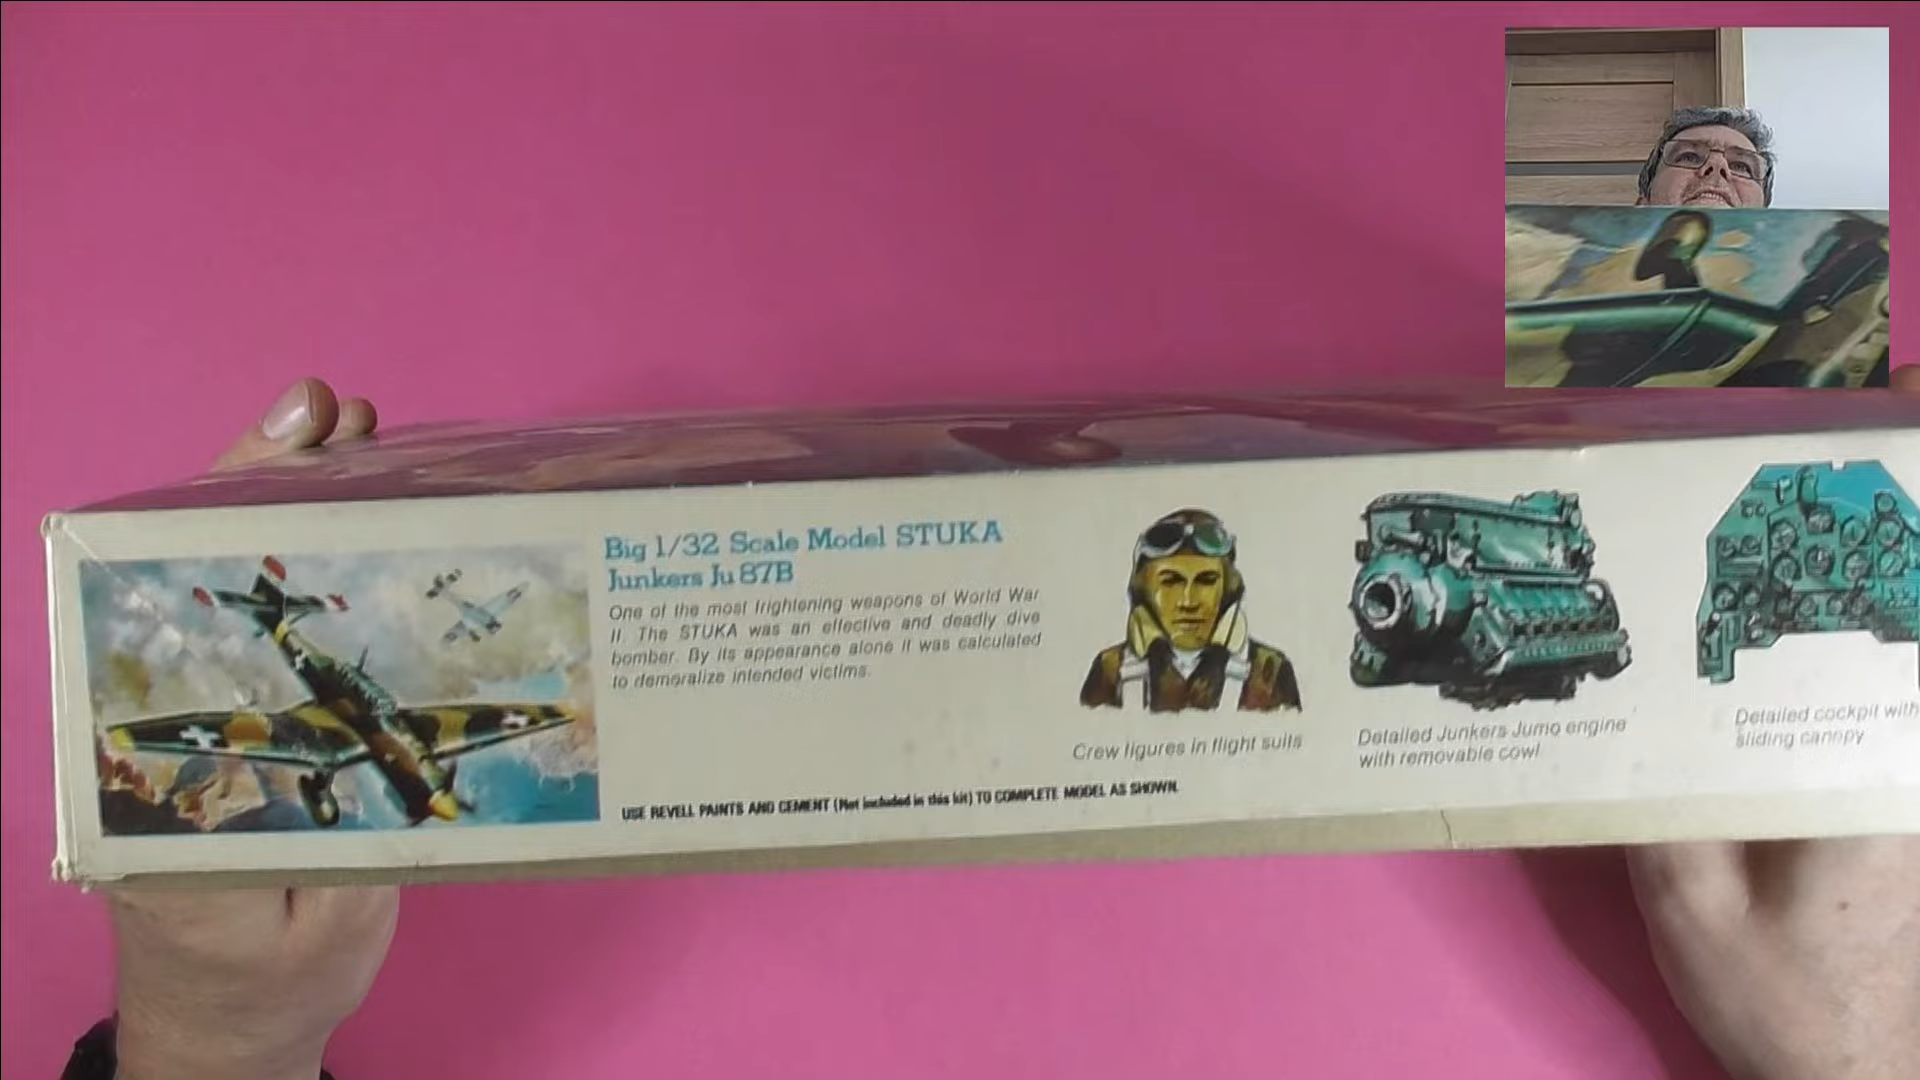 Big 1/32 Scale Model STUKA
Junkers Ju 87B
One of the most frightening weapons of World War
II. The STUKA was an effective and deadly dive
bomber. By its appearance alone it was calculated
to demoralize intended victims.
USE REVELL PAINTS AND CEMENT (Not included in this kit) TO COMPLETE MODEL AS SHOWN.
Crew figures in flight suits
Detailed Junkers Jumo engine
with removable cowl
Detailed cockpit with
sliding canopy